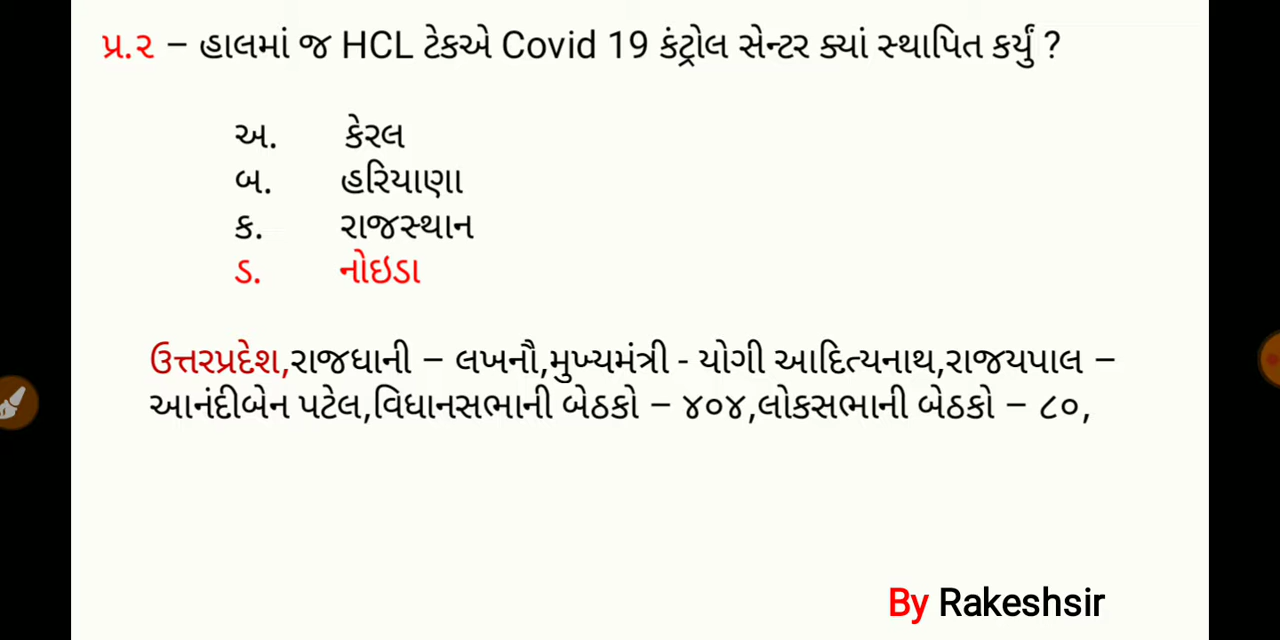 પ્ર.૨ – હાલમાં જ HCL ટેકએ Covid 19 કંટ્રોલ સેન્ટર ક્યાં સ્થાપિત કર્યું ?
અ. કેરલ
બ. હરિયાણા
ક. રાજસ્થાન
ડ. નોઇડા
ઉત્તરપ્રદેશ,રાજધાની – લખનૌ,મુખ્યમંત્રી - યોગી આદિત્યનાથ,રાજયપાલ –
આનંદીબેન પટેલ,વિધાનસભાની બેઠકો – ૪૦૪,લોકસભાની બેઠકો – ૮૦,
By Rakeshsir